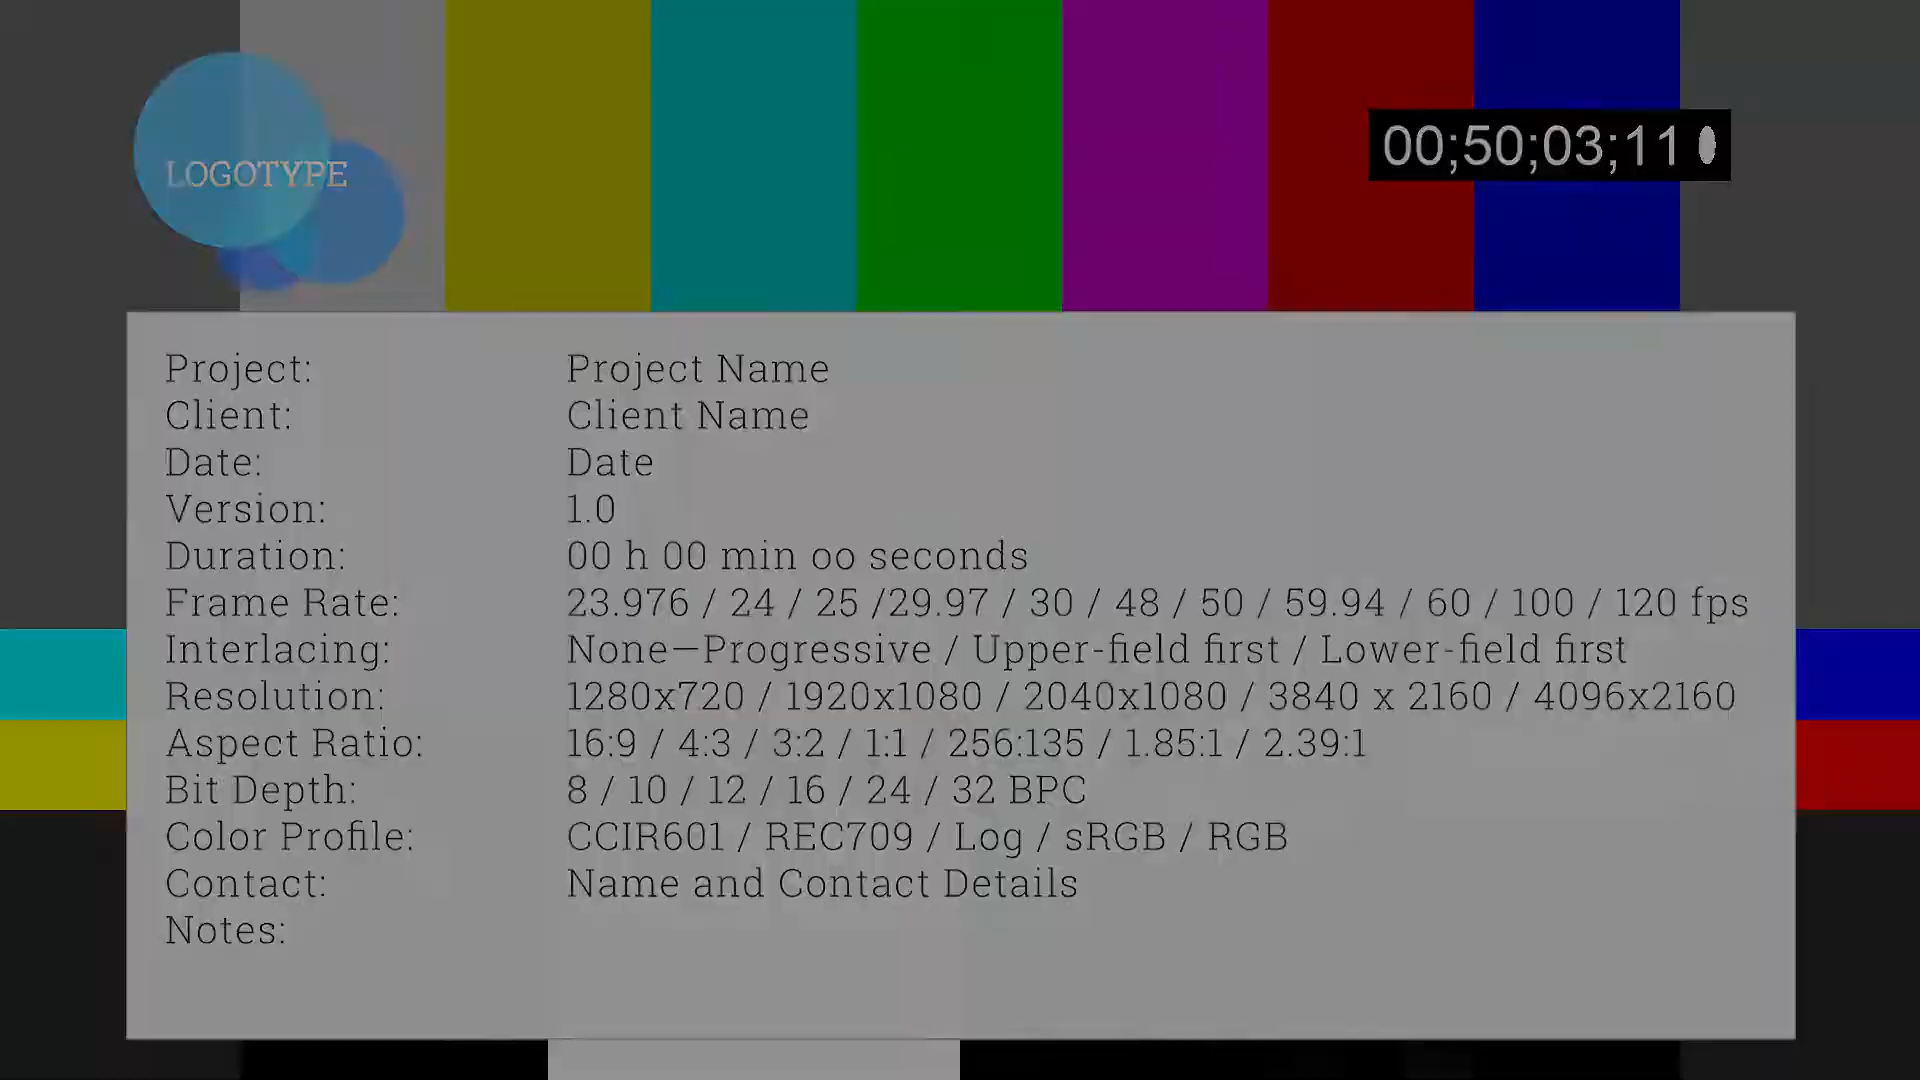 LOGOTYPE
00;50;03;11
Project: Project Name
Client: Client Name
Date: Date
Version: 1.0
Duration: 00 h 00 min oo seconds
Frame Rate: 23.976 / 24 / 25 /29.97 / 30 / 48 / 50 / 59.94 / 60 / 100 / 120 fps
Interlacing: None—Progressive / Upper-field first / Lower-field first
Resolution: 1280x720 / 1920x1080 / 2040x1080 / 3840 x 2160 / 4096x2160
Aspect Ratio: 16:9 / 4:3 / 3:2 / 1:1 / 256:135 / 1.85:1 / 2.39:1
Bit Depth: 8 / 10 / 12 / 16 / 24 / 32 BPC
Color Profile: CCIR601 / REC709 / Log / sRGB / RGB
Contact: Name and Contact Details
Notes: